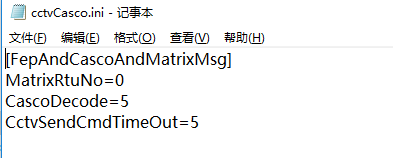 cctvCasco.ini - 记事本
文件(F) 编辑(E) 格式(O) 查看(V) 帮助(H)
[FepAndCascoAndMatrixMsg]
MatrixRtuNo=0
CascoDecode=5
CctvSendCmdTimeOut=5